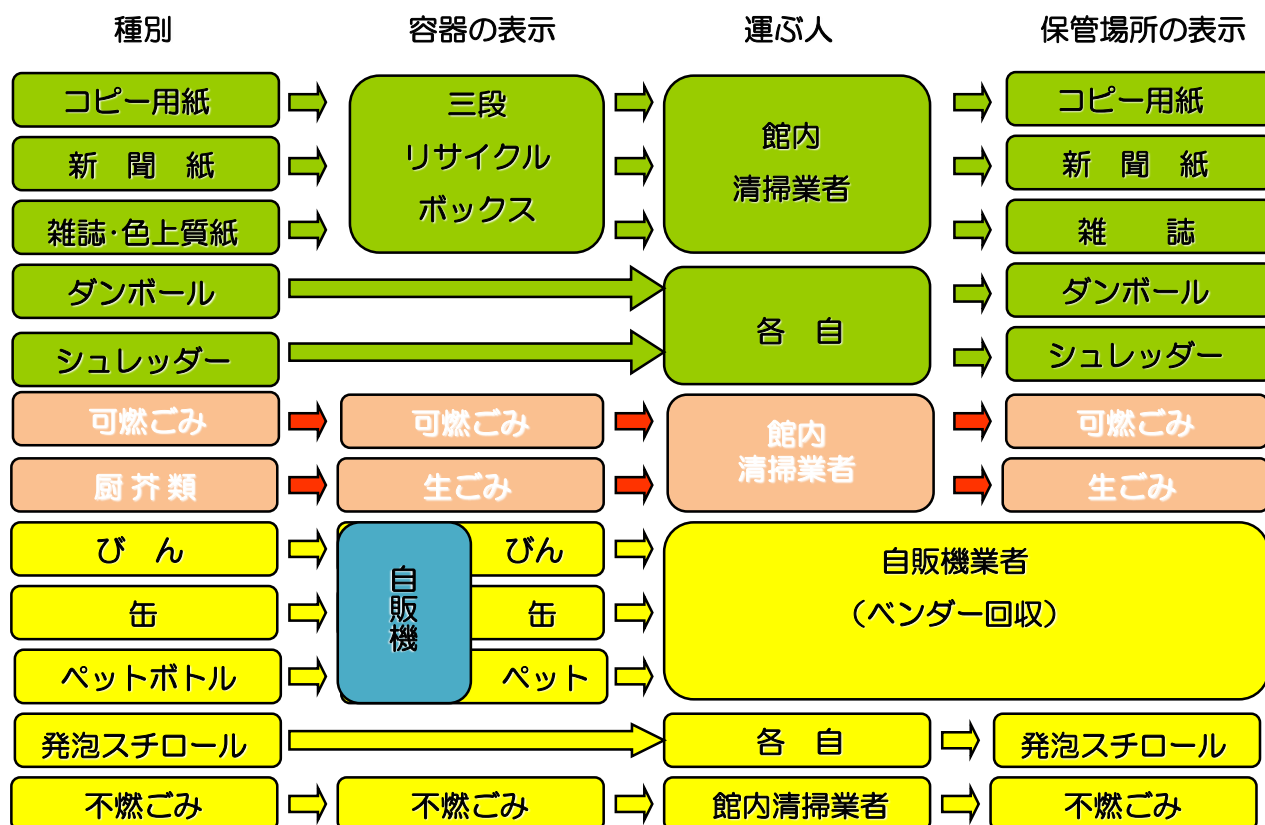 種別 容器の表示 運ぶ人 保管場所の表示
コピー用紙
新　聞　紙
雑誌・色上質紙
三段
リサイクル
ボックス
館内
清掃業者
コピー用紙
新　聞　紙
雑　　誌
ダンボール
シュレッダー
各　自
ダンボール
シュレッダー
可燃ごみ
厨芥類
可燃ごみ
生ごみ
館内
清掃業者
可燃ごみ
生ごみ
び　ん
缶
ペットボトル
自販機
びん
缶
ペット
自販機業者
（ベンダー回収）
発泡スチロール 各　自 発泡スチロール
不燃ごみ 不燃ごみ 館内清掃業者 不燃ごみ